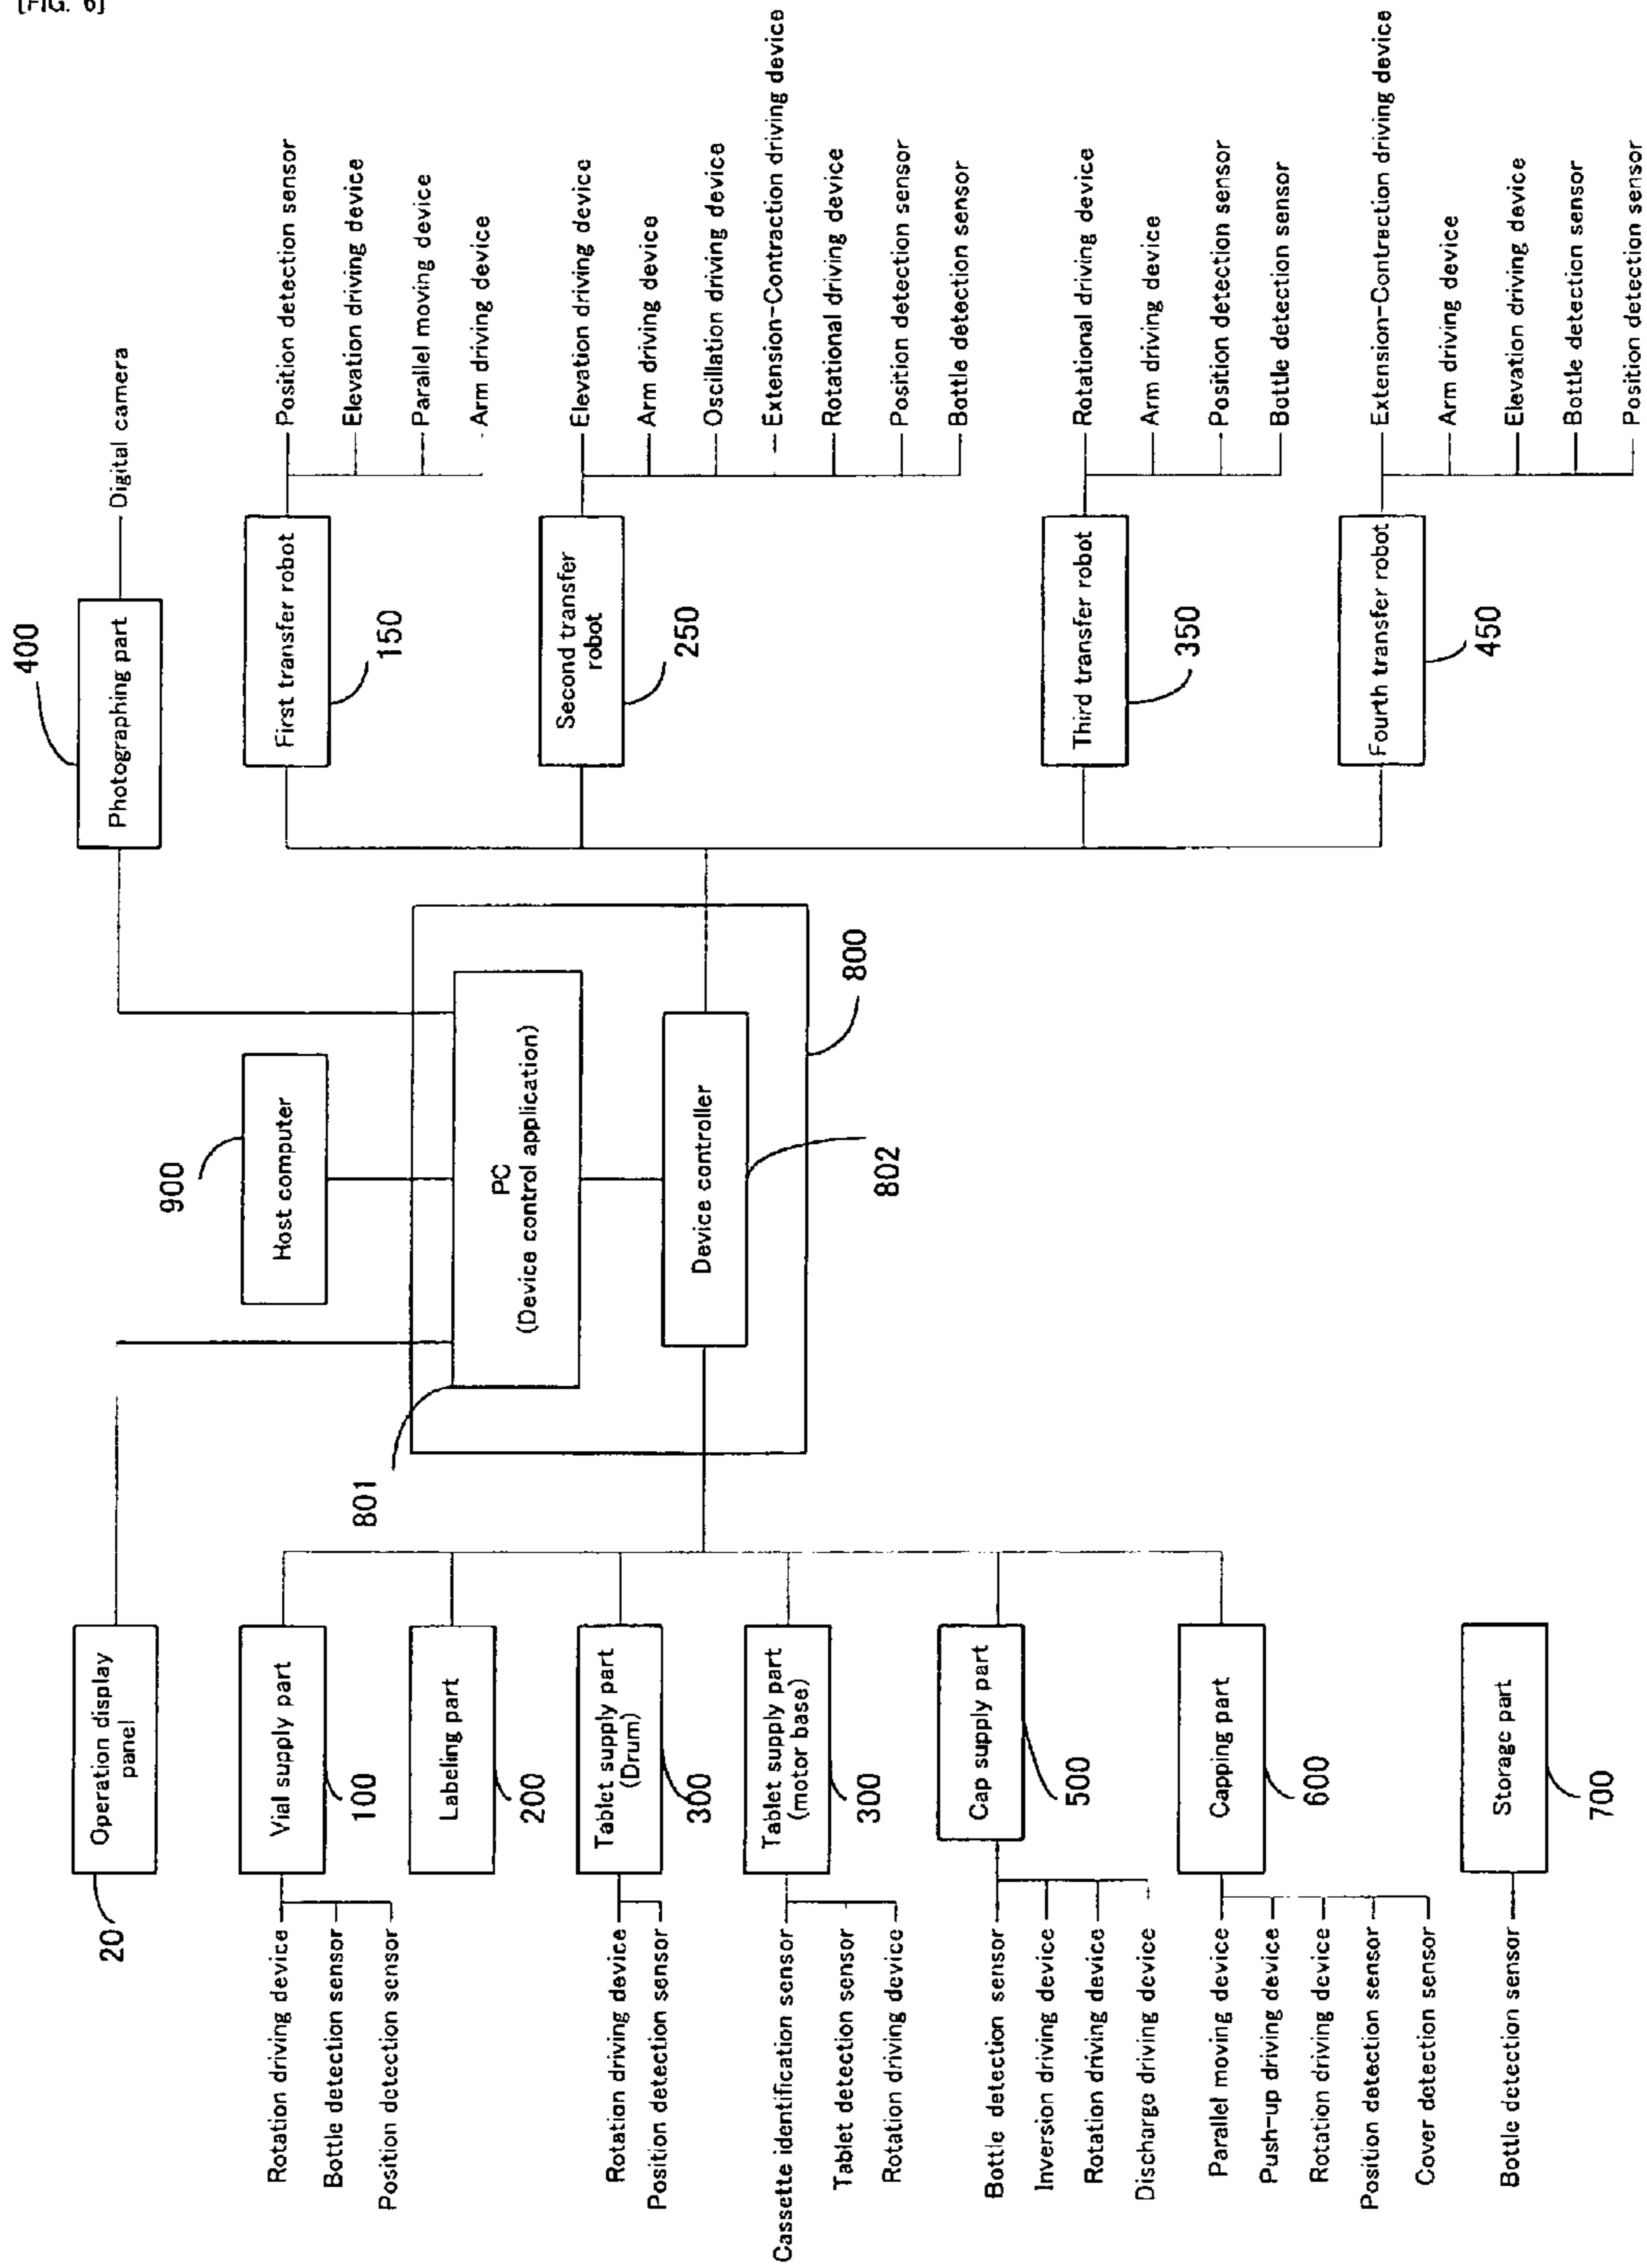 [FIG. 6]
20
Operation display
panel
Rotation driving device
Bottle detection sensor
Position detection sensor
Vial supply part
100
Labeling part
200
Rotation driving device
Position detection sensor
Tablet supply part
(Drum)
300
Cassette identification sensor
Tablet detection sensor
Rotation driving device
Tablet supply part
(motor base)
300
Bottle detection sensor
Inversion driving device
Rotation driving device
Discharge driving device
Cap supply part
500
Parallel moving device
Push-up driving device
Rotation driving device
Position detection sensor
Cover detection sensor
Capping part
600
Bottle detection sensor
Storage part
700
900
Host computer
801
PC
(Device control application)
Device controller
802
800
400
Photographing part
Digital camera
First transfer robot
150
Position detection sensor
Elevation driving device
Parallel moving device
Arm driving device
Second transfer
robot
250
Elevation driving device
Arm driving device
Oscillation driving device
Extension-Contraction driving device
Rotational driving device
Position detection sensor
Bottle detection sensor
Third transfer robot
350
Rotational driving device
Arm driving device
Position detection sensor
Bottle detection sensor
Fourth transfer robot
450
Extension-Contraction driving device
Arm driving device
Elevation driving device
Bottle detection sensor
Position detection sensor